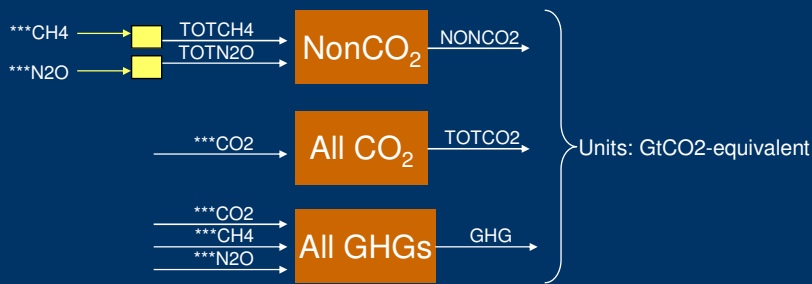 ***CH4
TOTCH4
***N2O
TOTN2O
NonCO₂
NONCO2
***CO2
All CO₂
TOTCO2
Units: GtCO2-equivalent
***CO2
***CH4
***N2O
All GHGs
GHG